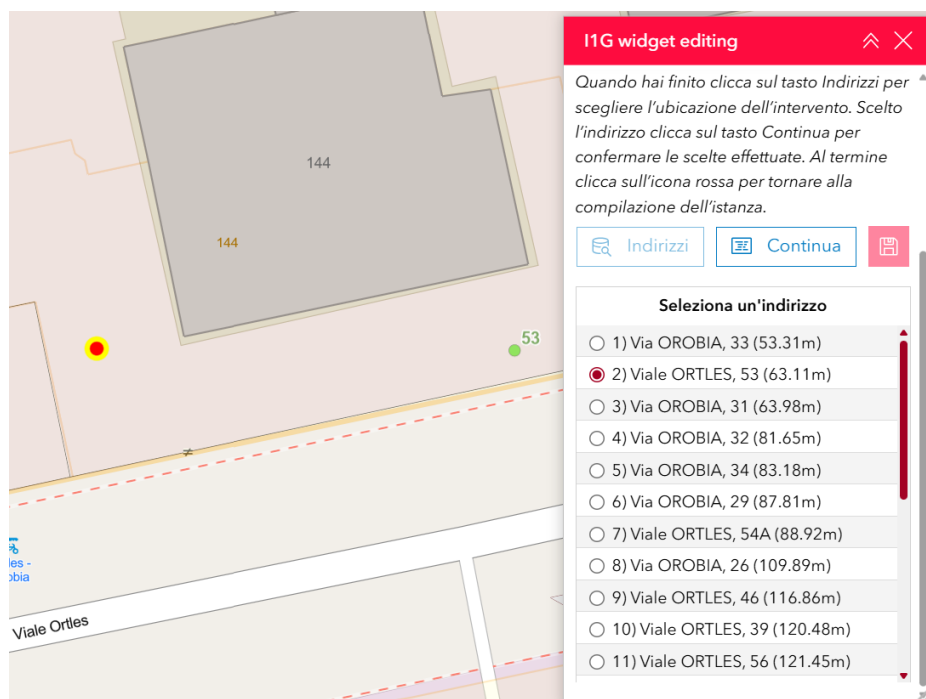 I1G widget editing
Quando hai finito clicca sul tasto Indirizzi per
scegliere l'ubicazione dell'intervento. Scelto
l'indirizzo clicca sul tasto Continua per
confermare le scelte effettuate. Al termine
clicca sull'icona rossa per tornare alla
compilazione dell'istanza.
Indirizzi
Continua
Seleziona un'indirizzo
1) Via OROBIA, 33 (53.31m)
2) Viale ORTLES, 53 (63.11m)
3) Via OROBIA, 31 (63.98m)
4) Via OROBIA, 32 (81.65m)
5) Via OROBIA, 34 (83.18m)
6) Via OROBIA, 29 (87.81m)
7) Viale ORTLES, 54A (88.92m)
8) Via OROBIA, 26 (109.89m)
9) Viale ORTLES, 46 (116.86m)
10) Viale ORTLES, 39 (120.48m)
11) Viale ORTLES, 56 (121.45m)
144
144
53
les -
obia
Viale Ortles